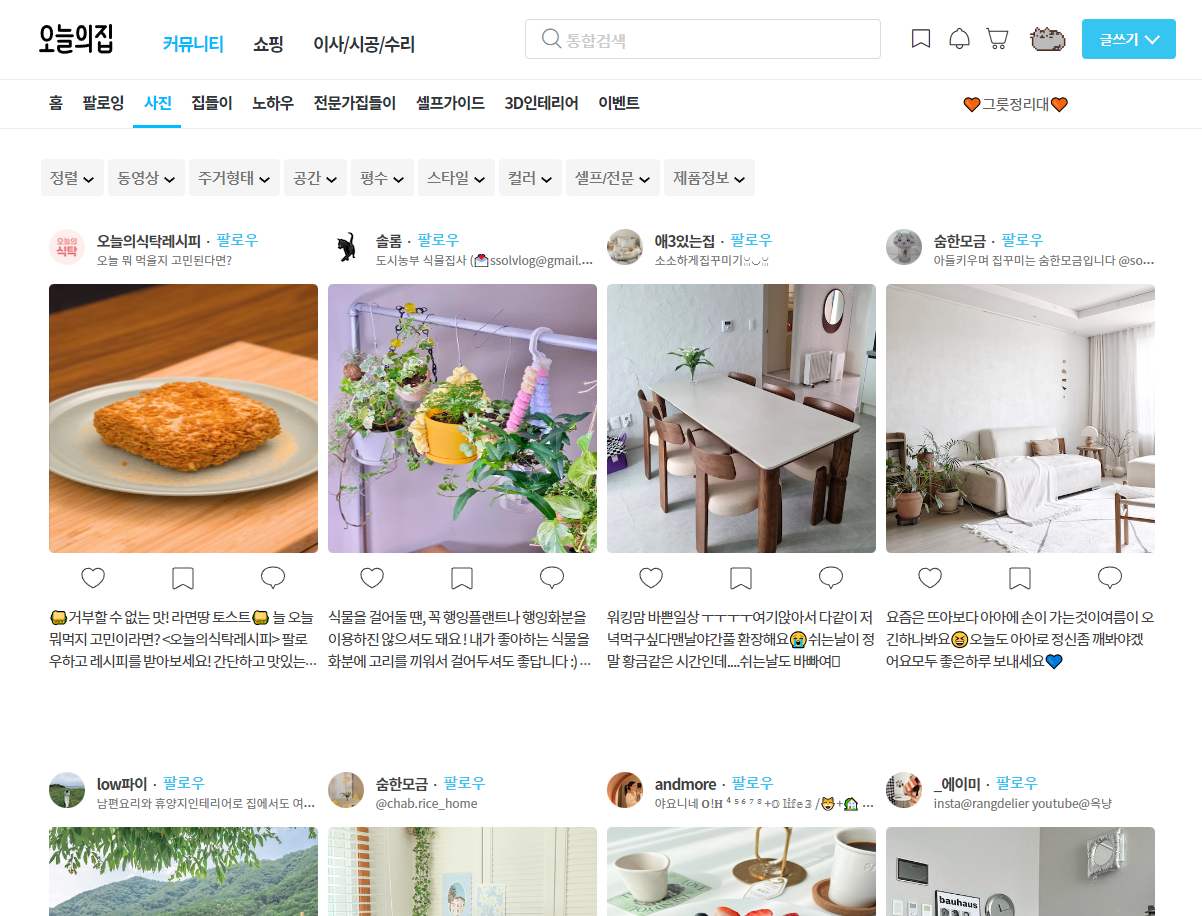 오늘의집
커뮤니티 쇼핑 이사/시공/수리
통합검색
글쓰기
홈 팔로잉 사진 집들이 노하우 전문가집들이 셀프가이드 3D인테리어 이벤트
🧡그릇정리대🧡
정렬 동영상 주거형태 공간 평수 스타일 컬러 셀프/전문 제품정보
오늘의 식탁
오늘의식탁레시피 · 팔로우
오늘 뭐 먹을지 고민된다면?
솔롬 · 팔로우
도시농부 식물집사 (💌ssolvlog@gmail....
애3있는집 · 팔로우
소소하게집꾸미기
숨한모금 · 팔로우
아들키우며 집꾸미는 숨한모금입니다 @so...
🍞거부할 수 없는 맛! 라면땅 토스트🍞 늘 오늘
뭐먹지 고민이라면? <오늘의식탁레시피> 팔로
우하고 레시피를 받아보세요! 간단하고 맛있는...
식물을 걸어둘 땐, 꼭 행잉플랜트나 행잉화분을
이용하진 않으셔도 돼요 ! 내가 좋아하는 식물을
화분에 고리를 끼워서 걸어두셔도 좋답니다 :) ...
워킹맘 바쁜일상 ㅜㅜㅜㅜ여기앉아서 다같이 저
녁먹구싶다맨날야간풀 환장해요😭쉬는날이 정
말 황금같은 시간인데....쉬는날도 바빠여
요즘은 뜨아보다 아아에 손이 가는것이여름이 오
긴하나봐요😆오늘도 아아로 정신좀 깨봐야겠
어요모두 좋은하루 보내세요💙
low파이 · 팔로우
남편요리와 휴양지인테리어로 집에서도 여...
숨한모금 · 팔로우
@chab.rice_home
andmore · 팔로우
야요니네 𝐎!𝐇 ⁴ ⁵ ⁶ ⁷ ⁸ +𝕆 𝕝𝕚𝕗𝕖𝟛 /😸+🏠 ...
_에이미 · 팔로우
insta@rangdelier youtube@옥냥
bauhaus